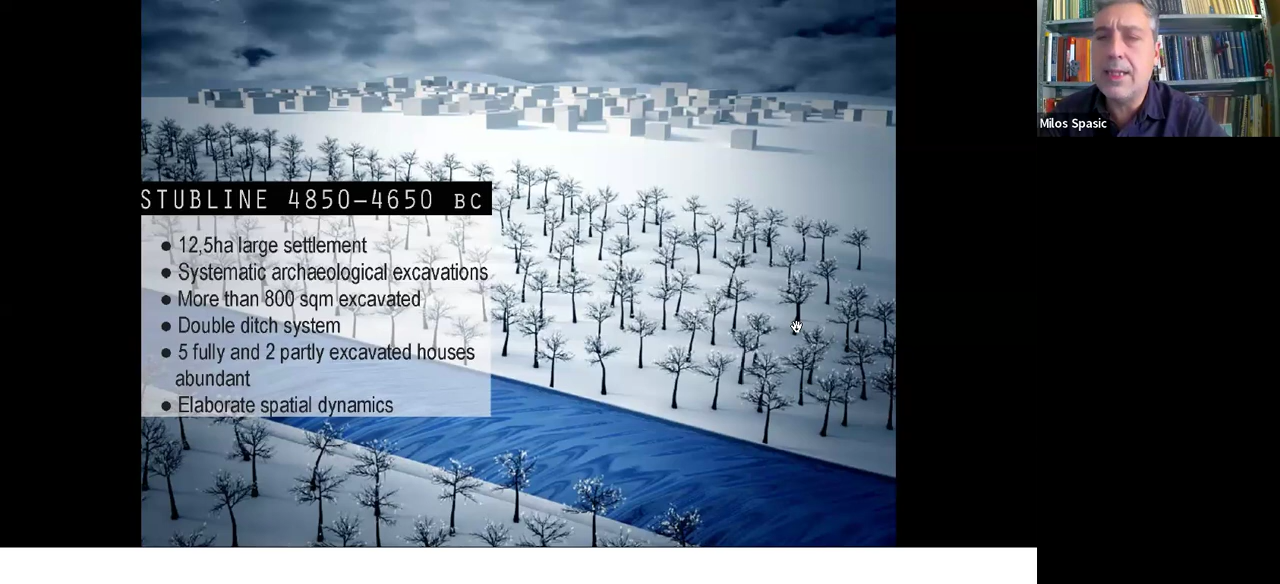 STUBLINE 4850–4650 BC
● 12,5ha large settlement
● Systematic archaeological excavations
● More than 800 sqm excavated
● Double ditch system
● 5 fully and 2 partly excavated houses
abundant
● Elaborate spatial dynamics
Milos Spasic